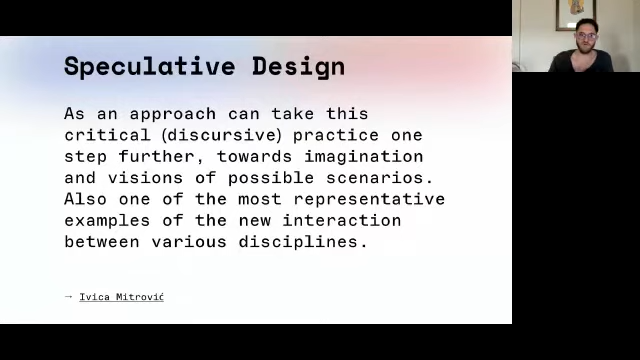 Speculative Design
As an approach can take this
critical (discursive) practice one
step further, towards imagination
and visions of possible scenarios.
Also one of the most representative
examples of the new interaction
between various disciplines.
→ Ivica Mitrović